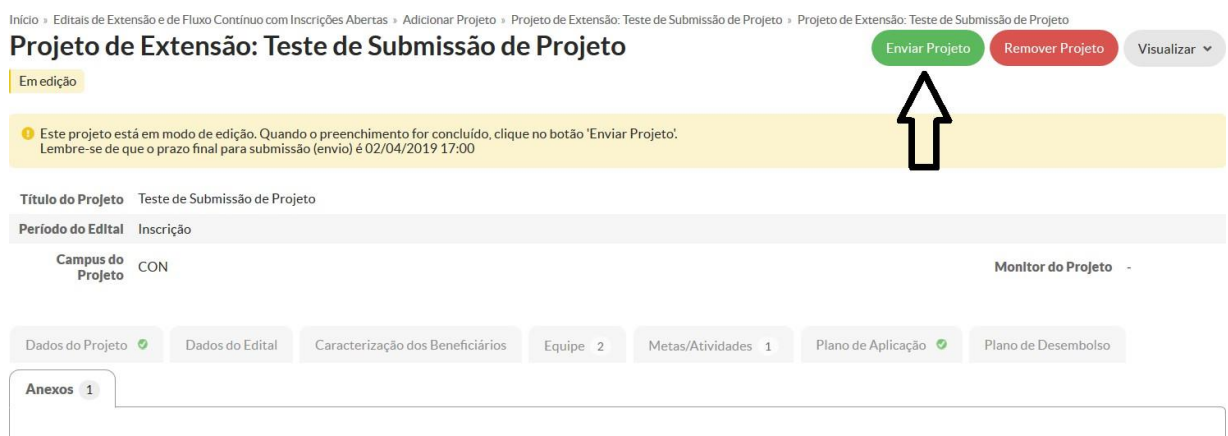 Início » Editais de Extensão e de Fluxo Contínuo com Inscrições Abertas » Adicionar Projeto » Projeto de Extensão: Teste de Submissão de Projeto » Projeto de Extensão: Teste de Submissão de Projeto
Projeto de Extensão: Teste de Submissão de Projeto
Enviar Projeto Remover Projeto Visualizar
Em edição
Este projeto está em modo de edição. Quando o preenchimento for concluído, clique no botão 'Enviar Projeto'.
Lembre-se de que o prazo final para submissão (envio) é 02/04/2019 17:00
Título do Projeto Teste de Submissão de Projeto
Período do Edital Inscrição
Campus do
Projeto CON Monitor do Projeto -
Dados do Projeto Dados do Edital Caracterização dos Beneficiários Equipe 2 Metas/Atividades 1 Plano de Aplicação Plano de Desembolso
Anexos 1